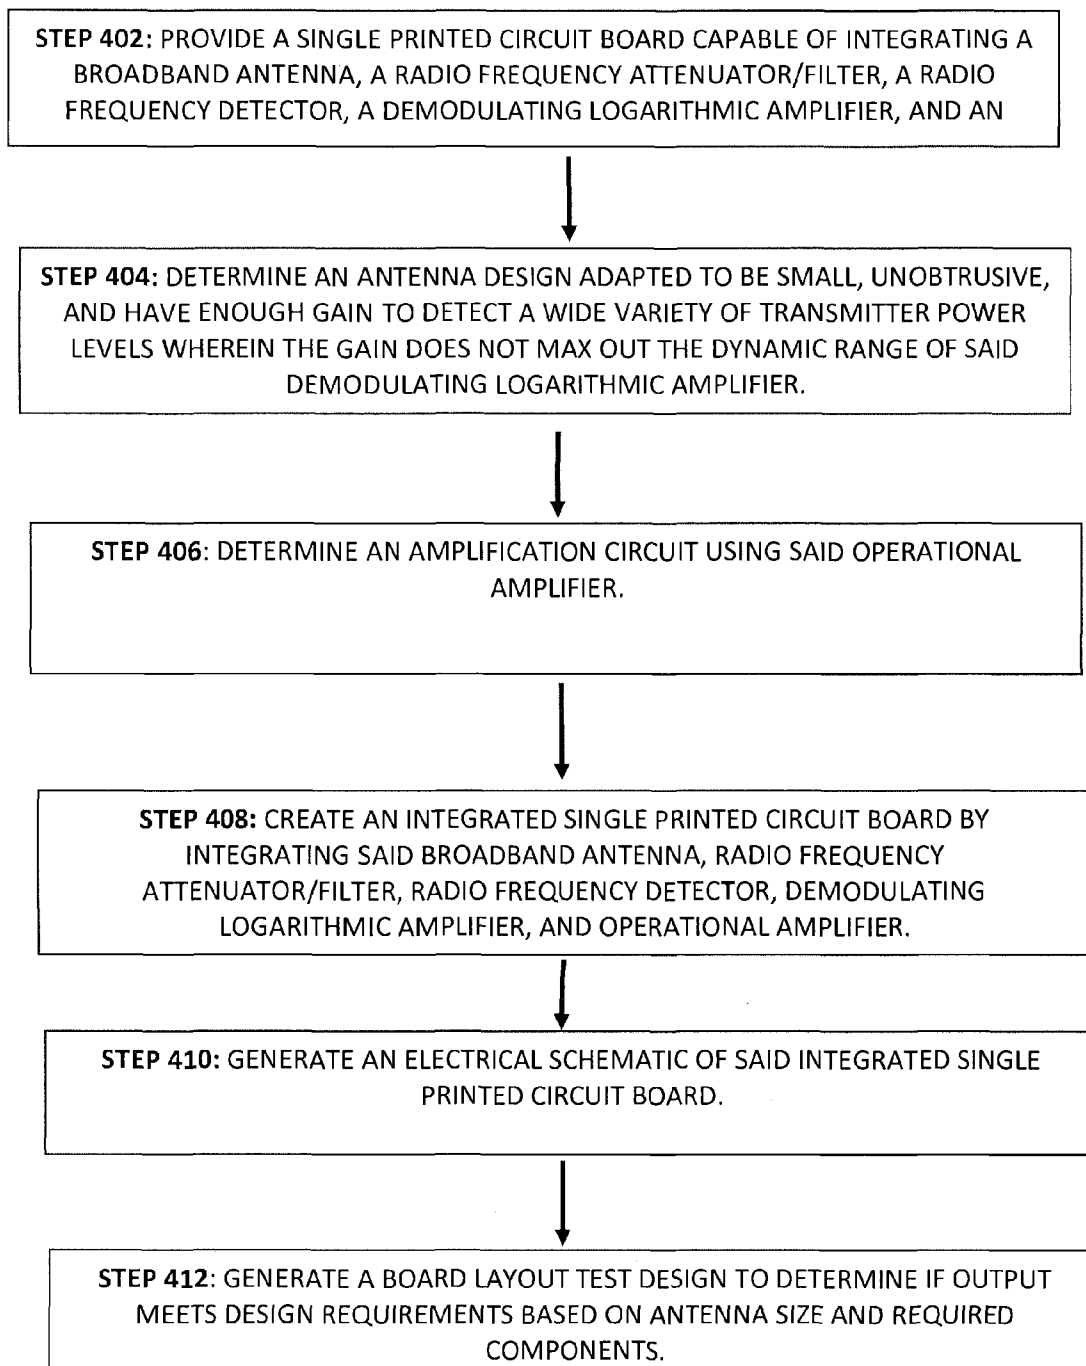 STEP 402: PROVIDE A SINGLE PRINTED CIRCUIT BOARD CAPABLE OF INTEGRATING A
BROADBAND ANTENNA, A RADIO FREQUENCY ATTENUATOR/FILTER, A RADIO
FREQUENCY DETECTOR, A DEMODULATING LOGARITHMIC AMPLIFIER, AND AN
STEP 404: DETERMINE AN ANTENNA DESIGN ADAPTED TO BE SMALL, UNOBTRUSIVE,
AND HAVE ENOUGH GAIN TO DETECT A WIDE VARIETY OF TRANSMITTER POWER
LEVELS WHEREIN THE GAIN DOES NOT MAX OUT THE DYNAMIC RANGE OF SAID
DEMODULATING LOGARITHMIC AMPLIFIER.
STEP 406: DETERMINE AN AMPLIFICATION CIRCUIT USING SAID OPERATIONAL
AMPLIFIER.
STEP 408: CREATE AN INTEGRATED SINGLE PRINTED CIRCUIT BOARD BY
INTEGRATING SAID BROADBAND ANTENNA, RADIO FREQUENCY
ATTENUATOR/FILTER, RADIO FREQUENCY DETECTOR, DEMODULATING
LOGARITHMIC AMPLIFIER, AND OPERATIONAL AMPLIFIER.
STEP 410: GENERATE AN ELECTRICAL SCHEMATIC OF SAID INTEGRATED SINGLE
PRINTED CIRCUIT BOARD.
STEP 412: GENERATE A BOARD LAYOUT TEST DESIGN TO DETERMINE IF OUTPUT
MEETS DESIGN REQUIREMENTS BASED ON ANTENNA SIZE AND REQUIRED
COMPONENTS.